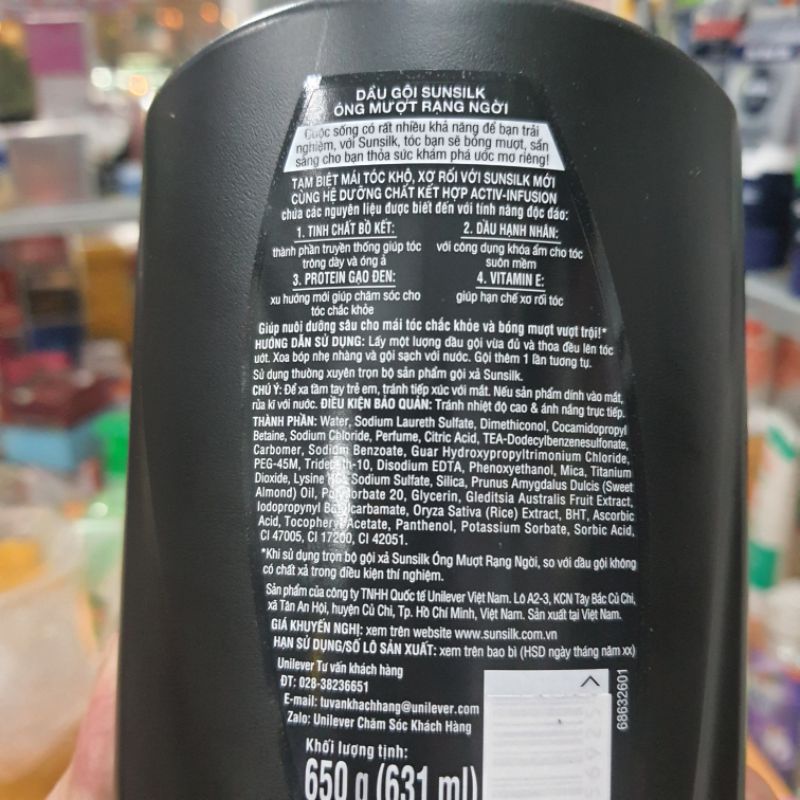 DẦU GỘI SUNSILK
ÓNG MƯỢT RẠNG NGỜI
Cuộc sống có rất nhiều khả năng để bạn trải
nghiệm, với Sunsilk, tóc bạn sẽ bóng mượt, sẵn
sàng cho bạn thỏa sức khám phá ước mơ riêng!
TẠM BIỆT MÁI TÓC KHÔ, XƠ RỐI VỚI SUNSILK MỚI
CÙNG HỆ DƯỠNG CHẤT KẾT HỢP ACTIV-INFUSION
chứa các nguyên liệu được biết đến với tính năng độc đáo:
1. TINH CHẤT BỒ KẾT:
thành phần truyền thống giúp tóc
trông dày và óng ả
2. DẦU HẠNH NHÂN:
với công dụng khóa ẩm cho tóc
suôn mềm
3. PROTEIN GẠO ĐEN:
xu hướng mới giúp chăm sóc cho
tóc chắc khỏe
4. VITAMIN E:
giúp hạn chế xơ rối tóc
Giúp nuôi dưỡng sâu cho mái tóc chắc khỏe và bóng mượt vượt trội!*
HƯỚNG DẪN SỬ DỤNG: Lấy một lượng dầu gội vừa đủ và thoa đều lên tóc
ướt. Xoa bóp nhẹ nhàng và gội sạch với nước. Gội thêm 1 lần tương tự.
Sử dụng thường xuyên trọn bộ sản phẩm gội xả Sunsilk.
CHÚ Ý: Để xa tầm tay trẻ em, tránh tiếp xúc với mắt. Nếu sản phẩm dính vào mắt,
rửa kĩ với nước. ĐIỀU KIỆN BẢO QUẢN: Tránh nhiệt độ cao & ánh nắng trực tiếp.
THÀNH PHẦN: Water, Sodium Laureth Sulfate, Dimethiconol, Cocamidopropyl
Betaine, Sodium Chloride, Perfume, Citric Acid, TEA-Dodecylbenzenesulfonate,
Carbomer, Sodium Benzoate, Guar Hydroxypropyltrimonium Chloride,
PEG-45M, Trideceth-10, Disodium EDTA, Phenoxyethanol, Mica, Titanium
Dioxide, Lysine HCl, Sodium Sulfate, Silica, Prunus Amygdalus Dulcis (Sweet
Almond) Oil, Polysorbate 20, Glycerin, Gleditsia Australis Fruit Extract,
Iodopropynyl Butylcarbamate, Oryza Sativa (Rice) Extract, BHT, Ascorbic
Acid, Tocopheryl Acetate, Panthenol, Potassium Sorbate, Sorbic Acid,
CI 47005, CI 17200, CI 42051.
*Khi sử dụng trọn bộ gội xả Sunsilk Óng Mượt Rạng Ngời, so với dầu gội không
có chất xả trong điều kiện thí nghiệm.
Sản phẩm của công ty TNHH Quốc tế Unilever Việt Nam. Lô A2-3, KCN Tây Bắc Củ Chi,
xã Tân An Hội, huyện Củ Chi, Tp. Hồ Chí Minh, Việt Nam. Sản xuất tại Việt Nam.
GIÁ KHUYẾN NGHỊ: xem trên website www.sunsilk.com.vn
HẠN SỬ DỤNG/SỐ LÔ SẢN XUẤT: xem trên bao bì (HSD ngày tháng năm xx)
Unilever Tư vấn khách hàng
ĐT: 028-38236651
E-mail: tuvankhachhang@unilever.com
Zalo: Unilever Chăm Sóc Khách Hàng
68632601
Khối lượng tịnh:
650 g (631 ml)